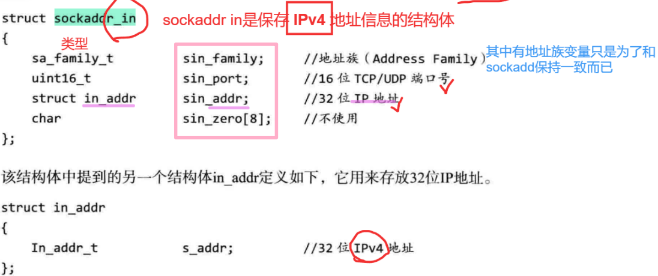 struct sockaddr_in sockaddr in是保存 IPv4 地址信息的结构体
{ 类型
sa_family_t sin_family; //地址族（Address Family） 其中有地址族变量只是为了和
uint16_t sin_port; //16 位 TCP/UDP 端口号 sockadd保持一致而已
struct in_addr sin_addr; //32 位 IP 地址
char sin_zero[8]; //不使用
};
该结构体中提到的另一个结构体in_addr定义如下，它用来存放32位IP地址。
struct in_addr
{
In_addr_t s_addr; //32 位 IPv4 地址
};